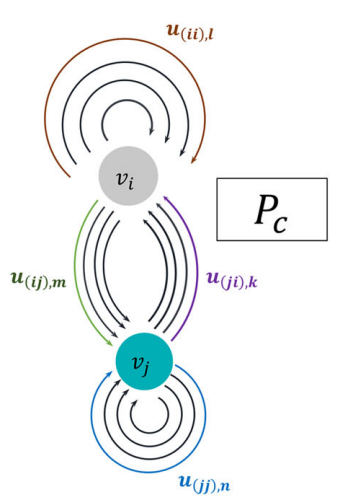 u(ii),l
vi
Pc
u(ij),m
u(ji),k
vj
u(jj),n